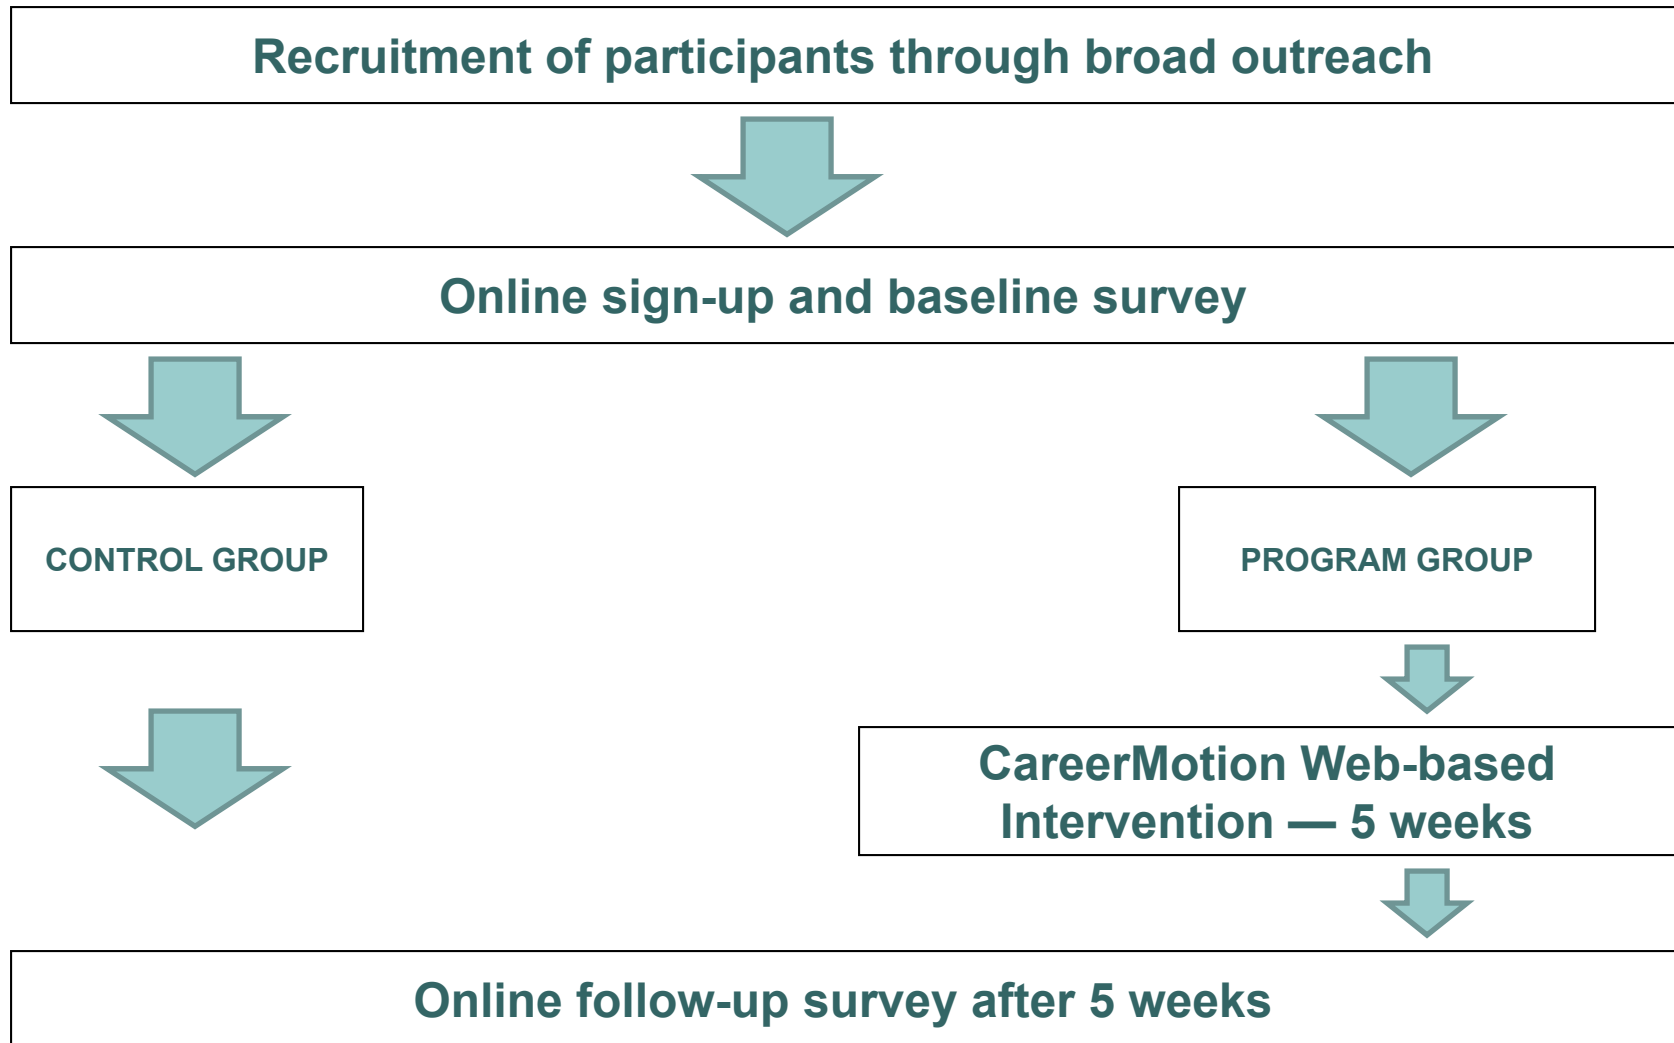 Recruitment of participants through broad outreach
Online sign-up and baseline survey
CONTROL GROUP
PROGRAM GROUP
CareerMotion Web-based
Intervention — 5 weeks
Online follow-up survey after 5 weeks